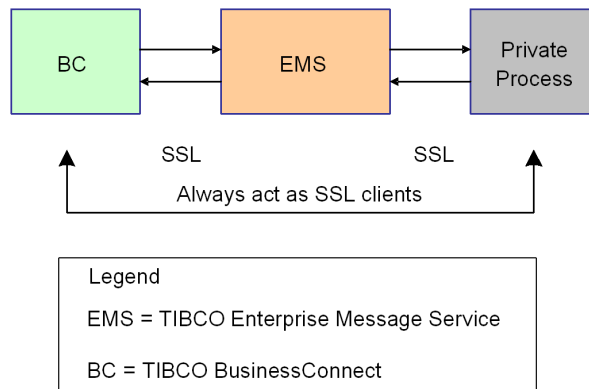 BC
EMS
Private
Process
SSL
SSL
Always act as SSL clients
Legend
EMS = TIBCO Enterprise Message Service
BC = TIBCO BusinessConnect